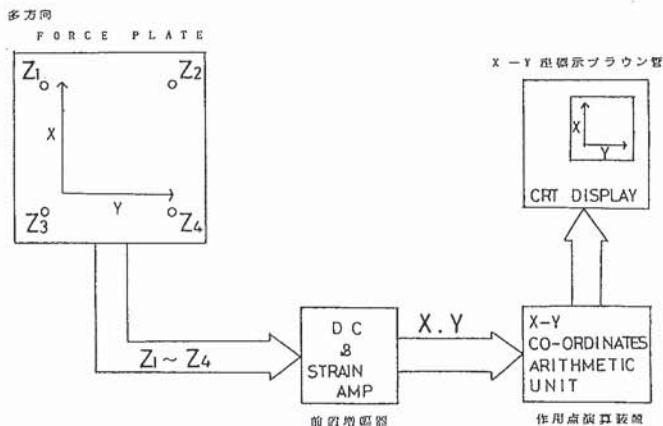 多方向
FORCE PLATE
Z1
Z2
X
Y
Z3
Z4
Z1~Z4
DC
&
STRAIN
AMP
前置増幅器
X.Y
X-Y
CO-ORDINATES
ARITHMETIC
UNIT
作用点演算装置
X-Y 座標示ブラウン管
X
Y
CRT DISPLAY